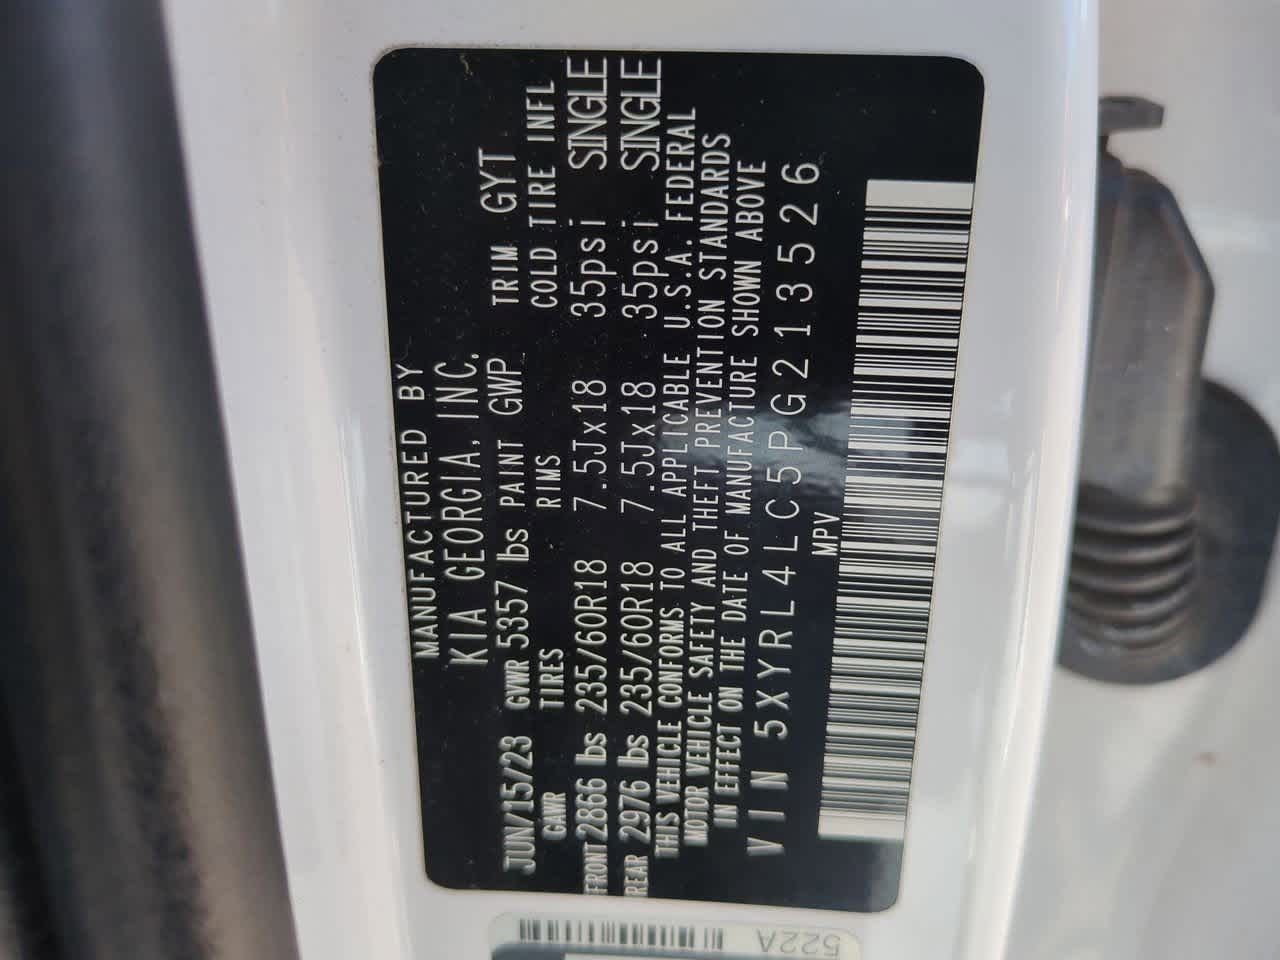 MANUFACTURED BY
KIA GEORGIA, INC.
JUN/15/23 GVWR 5357 lbs PAINT GWP TRIM GYT
GAWR TIRES RIMS COLD TIRE INFL
FRONT 2866 lbs 235/60R18 7.5Jx18 35psi SINGLE
REAR 2976 lbs 235/60R18 7.5Jx18 35psi SINGLE
THIS VEHICLE CONFORMS TO ALL APPLICABLE U.S.A. FEDERAL
MOTOR VEHICLE SAFETY AND THEFT PREVENTION STANDARDS
IN EFFECT ON THE DATE OF MANUFACTURE SHOWN ABOVE
VIN 5XYRL4LC5PG213526
MPV
522A